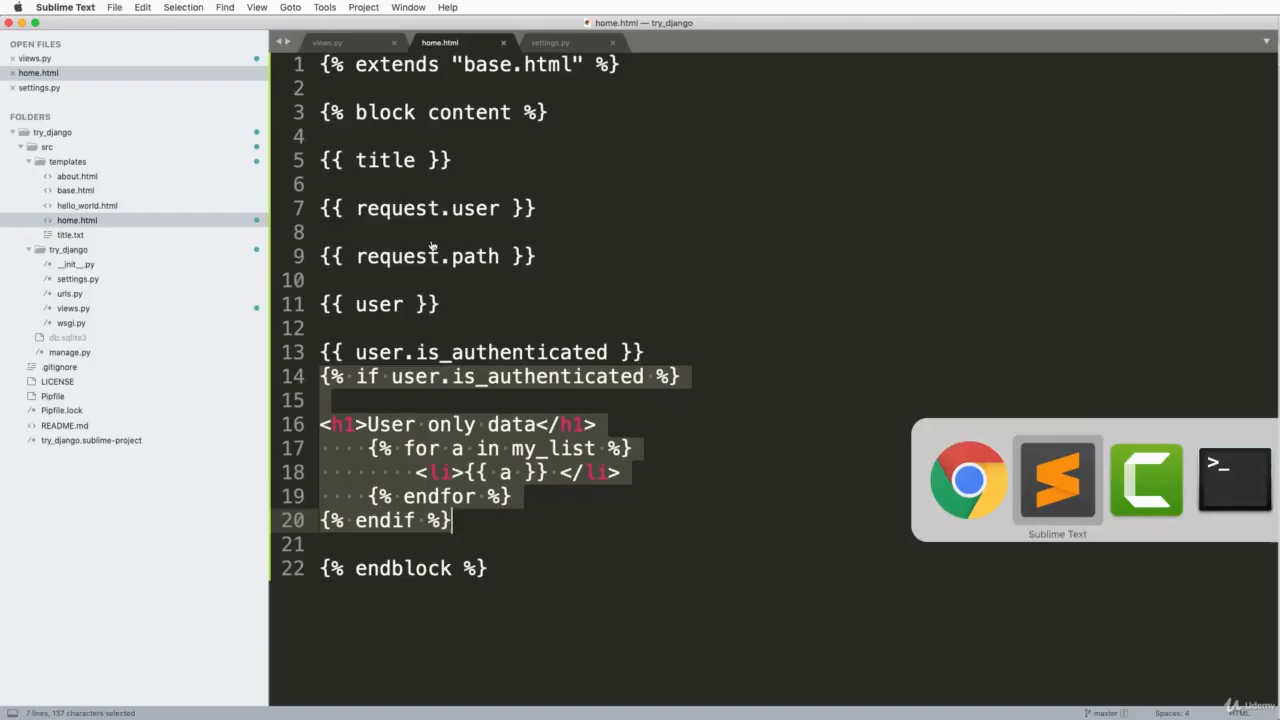 Sublime Text File Edit Selection Find View Goto Tools Project Window Help
home.html — try_django
OPEN FILES
views.py
home.html
settings.py
FOLDERS
try_django
src
templates
about.html
base.html
hello_world.html
home.html
title.txt
try_django
__init__.py
settings.py
urls.py
views.py
wsgi.py
db.sqlite3
manage.py
.gitignore
LICENSE
Pipfile
Pipfile.lock
README.md
try_django.sublime-project
views.py home.html settings.py
1 {% extends "base.html" %}
2
3 {% block content %}
4
5 {{ title }}
6
7 {{ request.user }}
8
9 {{ request.path }}
10
11 {{ user }}
12
13 {{ user.is_authenticated }}
14 {% if user.is_authenticated %}
15
16 <h1>User only data</h1>
17 {% for a in my_list %}
18 <li>{{ a }} </li>
19 {% endfor %}
20 {% endif %}
21
22 {% endblock %}
Sublime Text
7 lines, 137 characters selected
master 2 Spaces: 4 HTML
Udemy